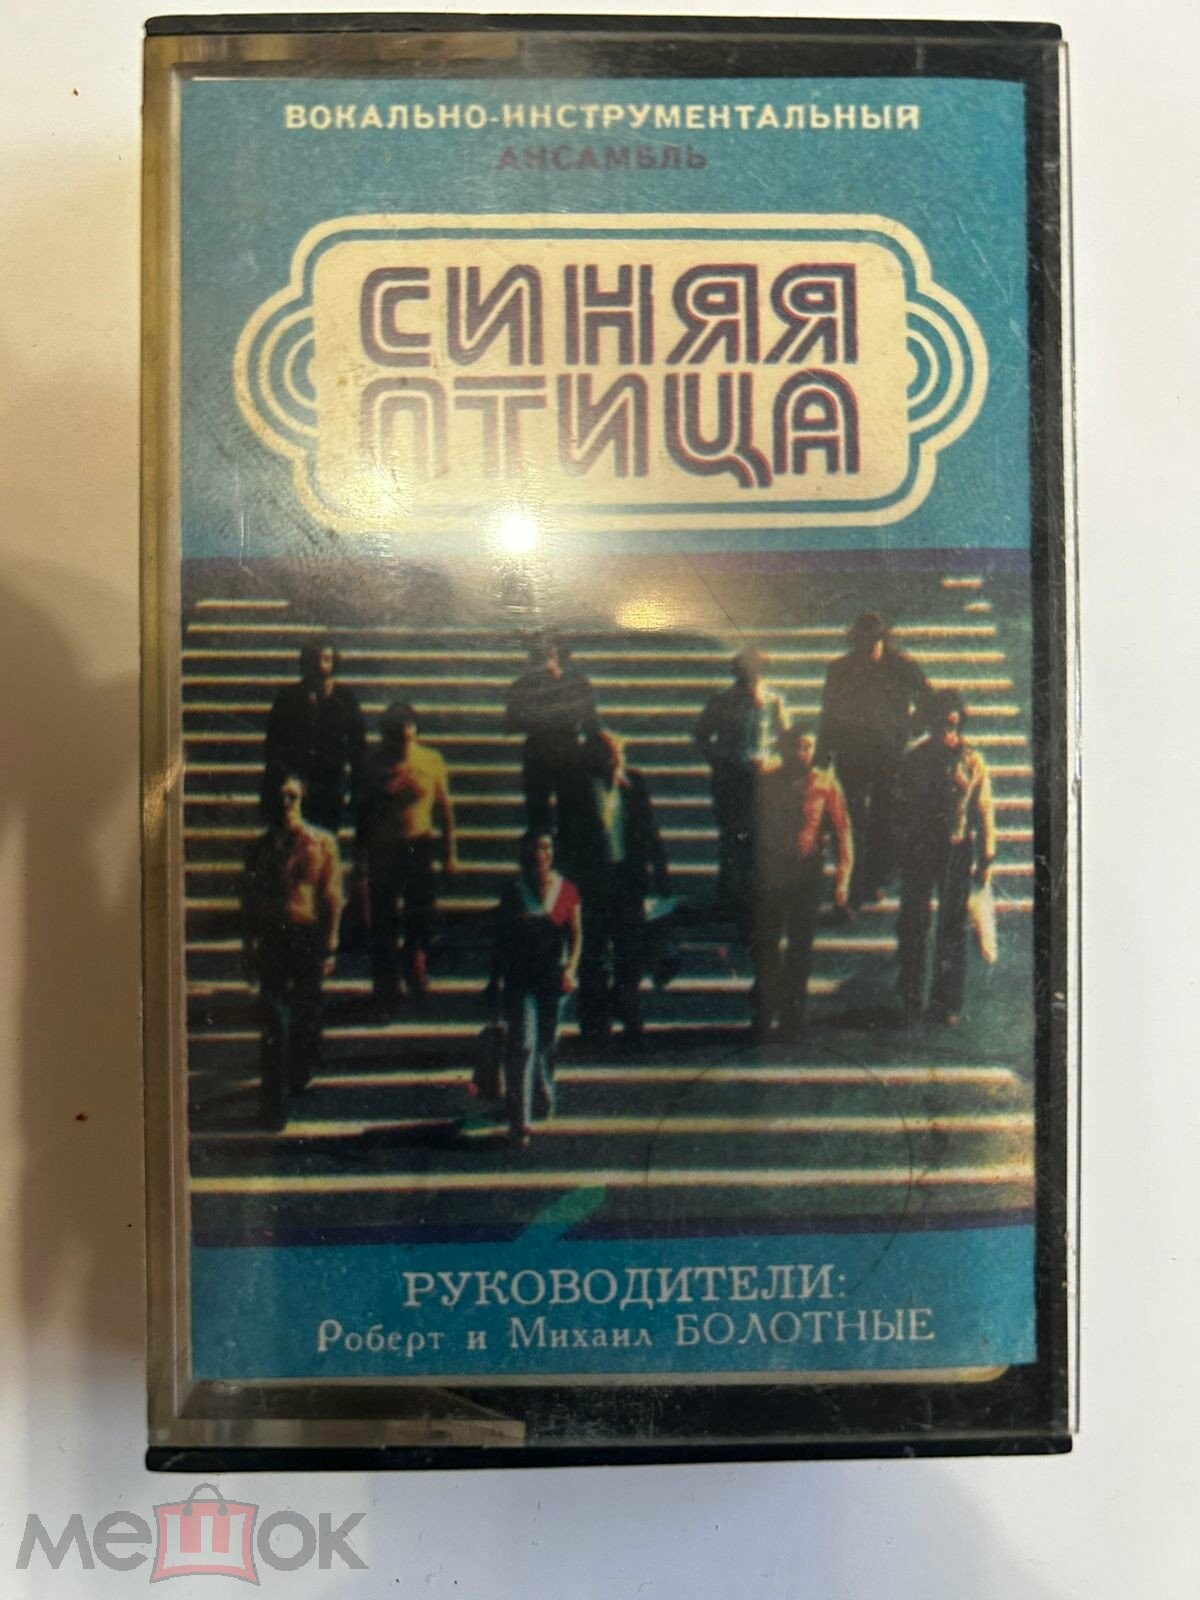 ВОКАЛЬНО-ИНСТРУМЕНТАЛЬНЫЙ
АНСАМБЛЬ
СИНЯЯ
ПТИЦА
РУКОВОДИТЕЛИ:
Роберт и Михаил БОЛОТНЫЕ
мешок